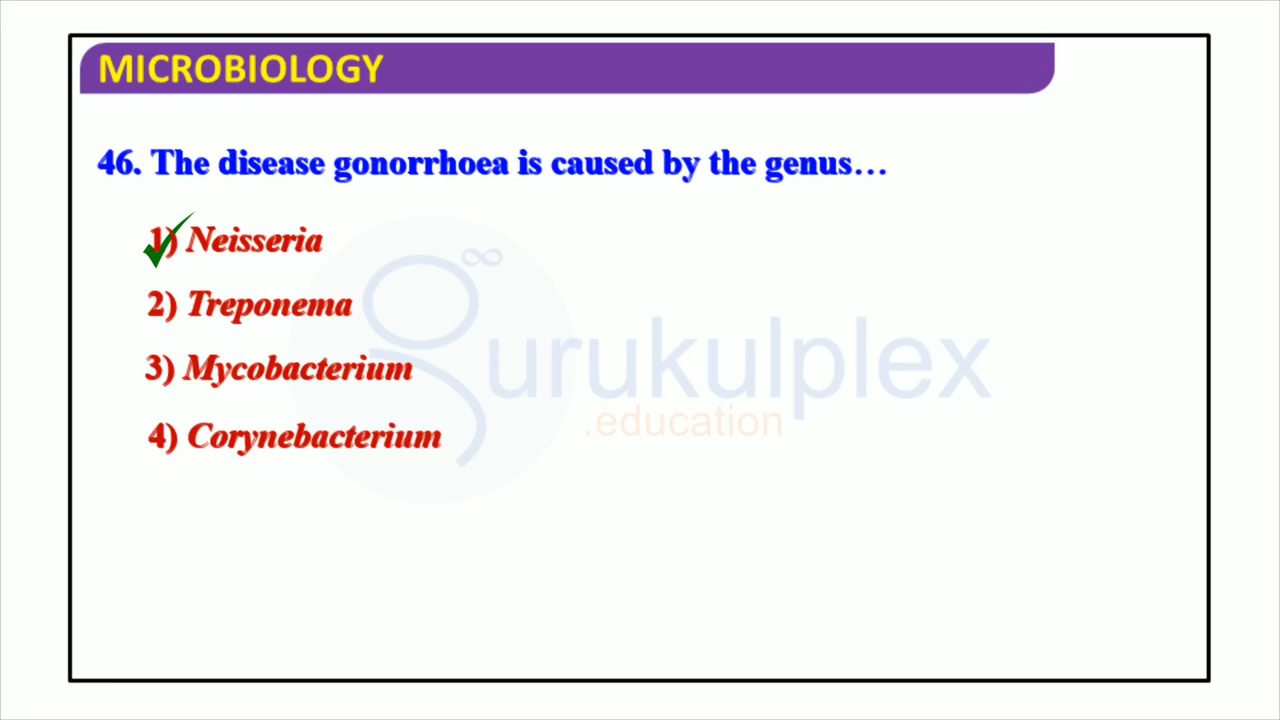 MICROBIOLOGY
46. The disease gonorrhoea is caused by the genus…
1) Neisseria
2) Treponema
3) Mycobacterium
4) Corynebacterium
gurukulplex
.education